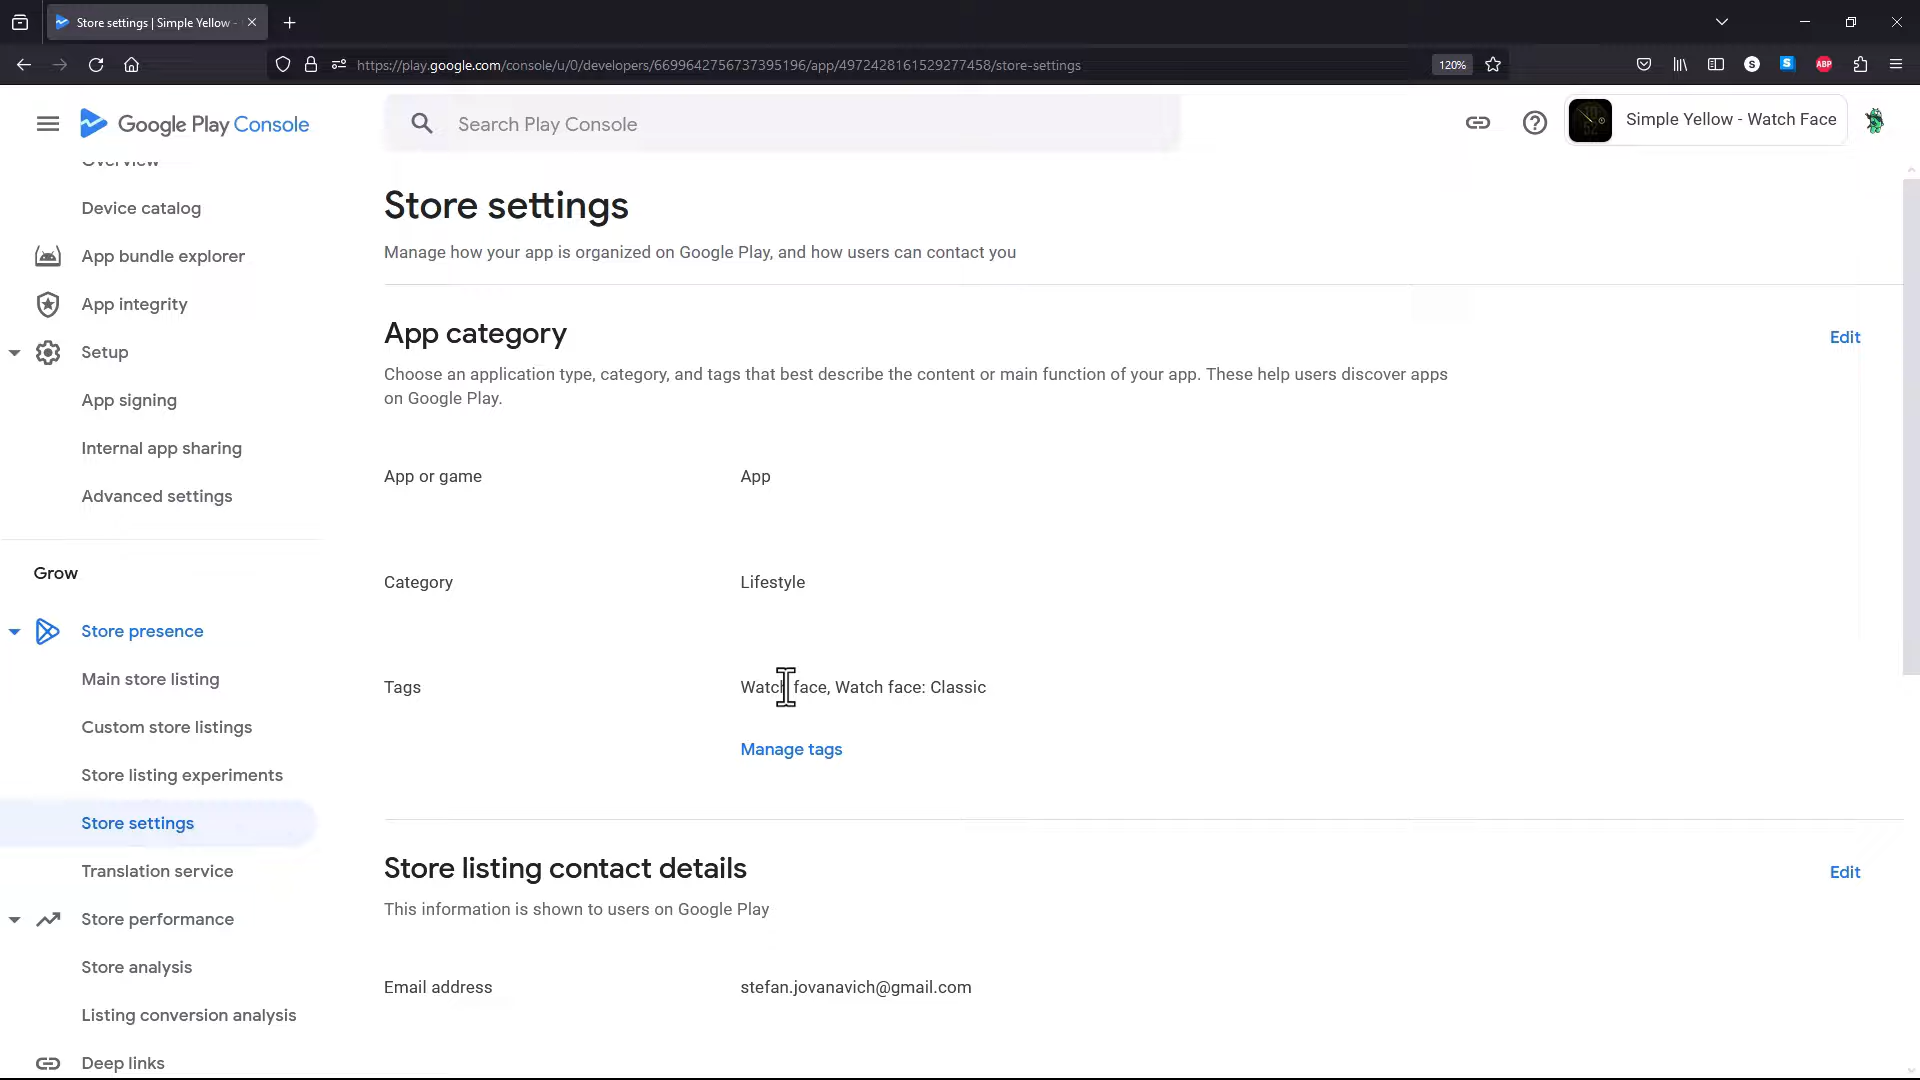 Store settings | Simple Yellow -
https://play.google.com/console/u/0/developers/6699642756737395196/app/4972428161529277458/store-settings
120%
S
S
ABP
Google Play Console
Search Play Console
Simple Yellow - Watch Face
Overview
Device catalog
App bundle explorer
App integrity
Setup
App signing
Internal app sharing
Advanced settings
Grow
Store presence
Main store listing
Custom store listings
Store listing experiments
Store settings
Translation service
Store performance
Store analysis
Listing conversion analysis
Deep links
Store settings
Manage how your app is organized on Google Play, and how users can contact you
App category
Edit
Choose an application type, category, and tags that best describe the content or main function of your app. These help users discover apps
on Google Play.
App or game
App
Category
Lifestyle
Tags
Watch face, Watch face: Classic
Manage tags
Store listing contact details
Edit
This information is shown to users on Google Play
Email address
stefan.jovanavich@gmail.com